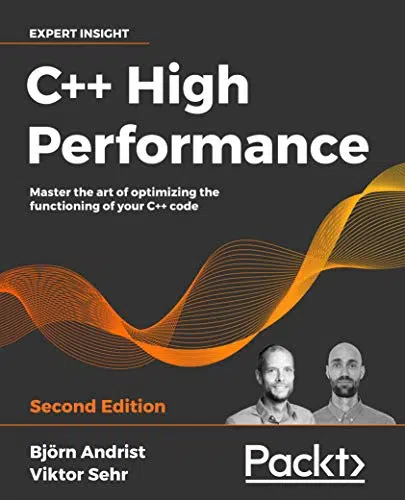 EXPERT INSIGHT
C++ High
Performance
Master the art of optimizing the
functioning of your C++ code
Second Edition
Björn Andrist
Viktor Sehr
Packt>